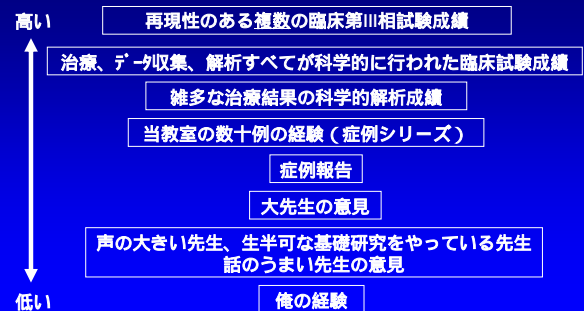 高い
再現性のある複数の臨床第III相試験成績
治療、ﾃﾞｰﾀ収集、解析すべてが科学的に行われた臨床試験成績
雑多な治療結果の科学的解析成績
当教室の数十例の経験（症例シリーズ）
症例報告
大先生の意見
声の大きい先生、生半可な基礎研究をやっている先生
話のうまい先生の意見
低い
俺の経験